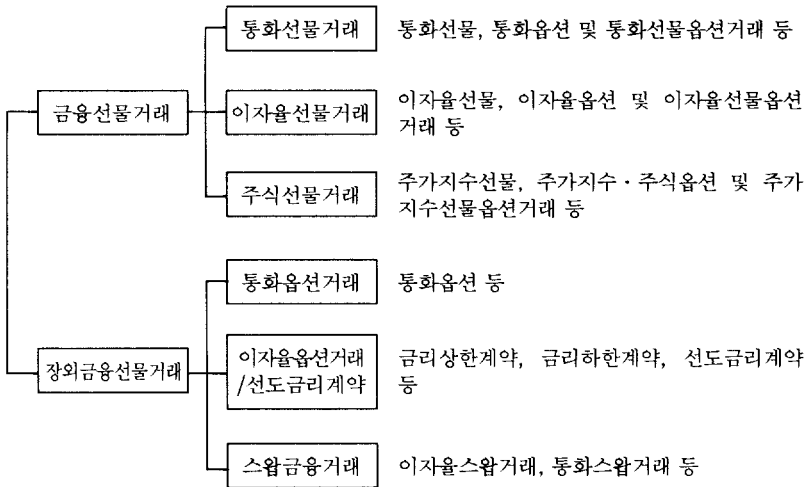 통화선물거래 통화선물, 통화옵션 및 통화선물옵션거래 등
금융선물거래 이자율선물거래 이자율선물, 이자율옵션 및 이자율선물옵션
거래 등
주식선물거래 주가지수선물, 주가지수·주식옵션 및 주가
지수선물옵션거래 등
통화옵션거래 통화옵션 등
장외금융선물거래 이자율옵션거래 금리상한계약, 금리하한계약, 선도금리계약
/선도금리계약 등
스왑금융거래 이자율스왑거래, 통화스왑거래 등